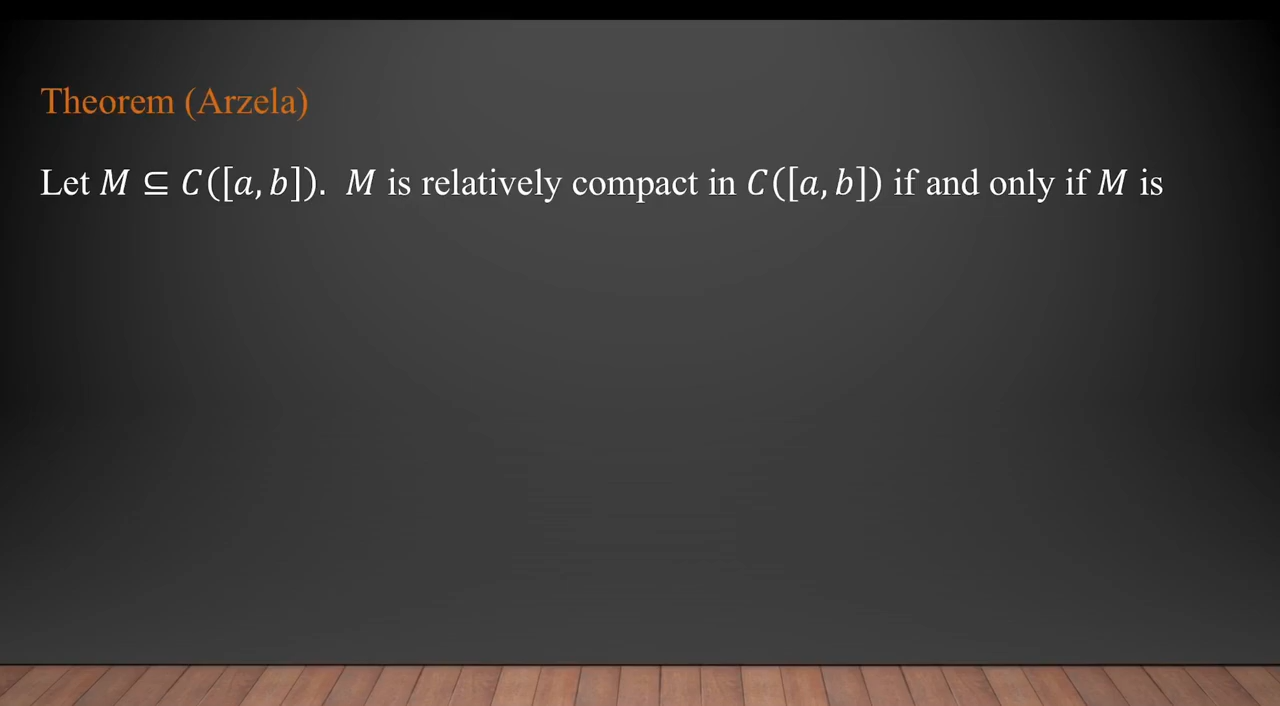 Theorem (Arzela)
Let 𝑀 ⊆ 𝐶([𝑎, 𝑏]). 𝑀 is relatively compact in 𝐶([𝑎, 𝑏]) if and only if 𝑀 is